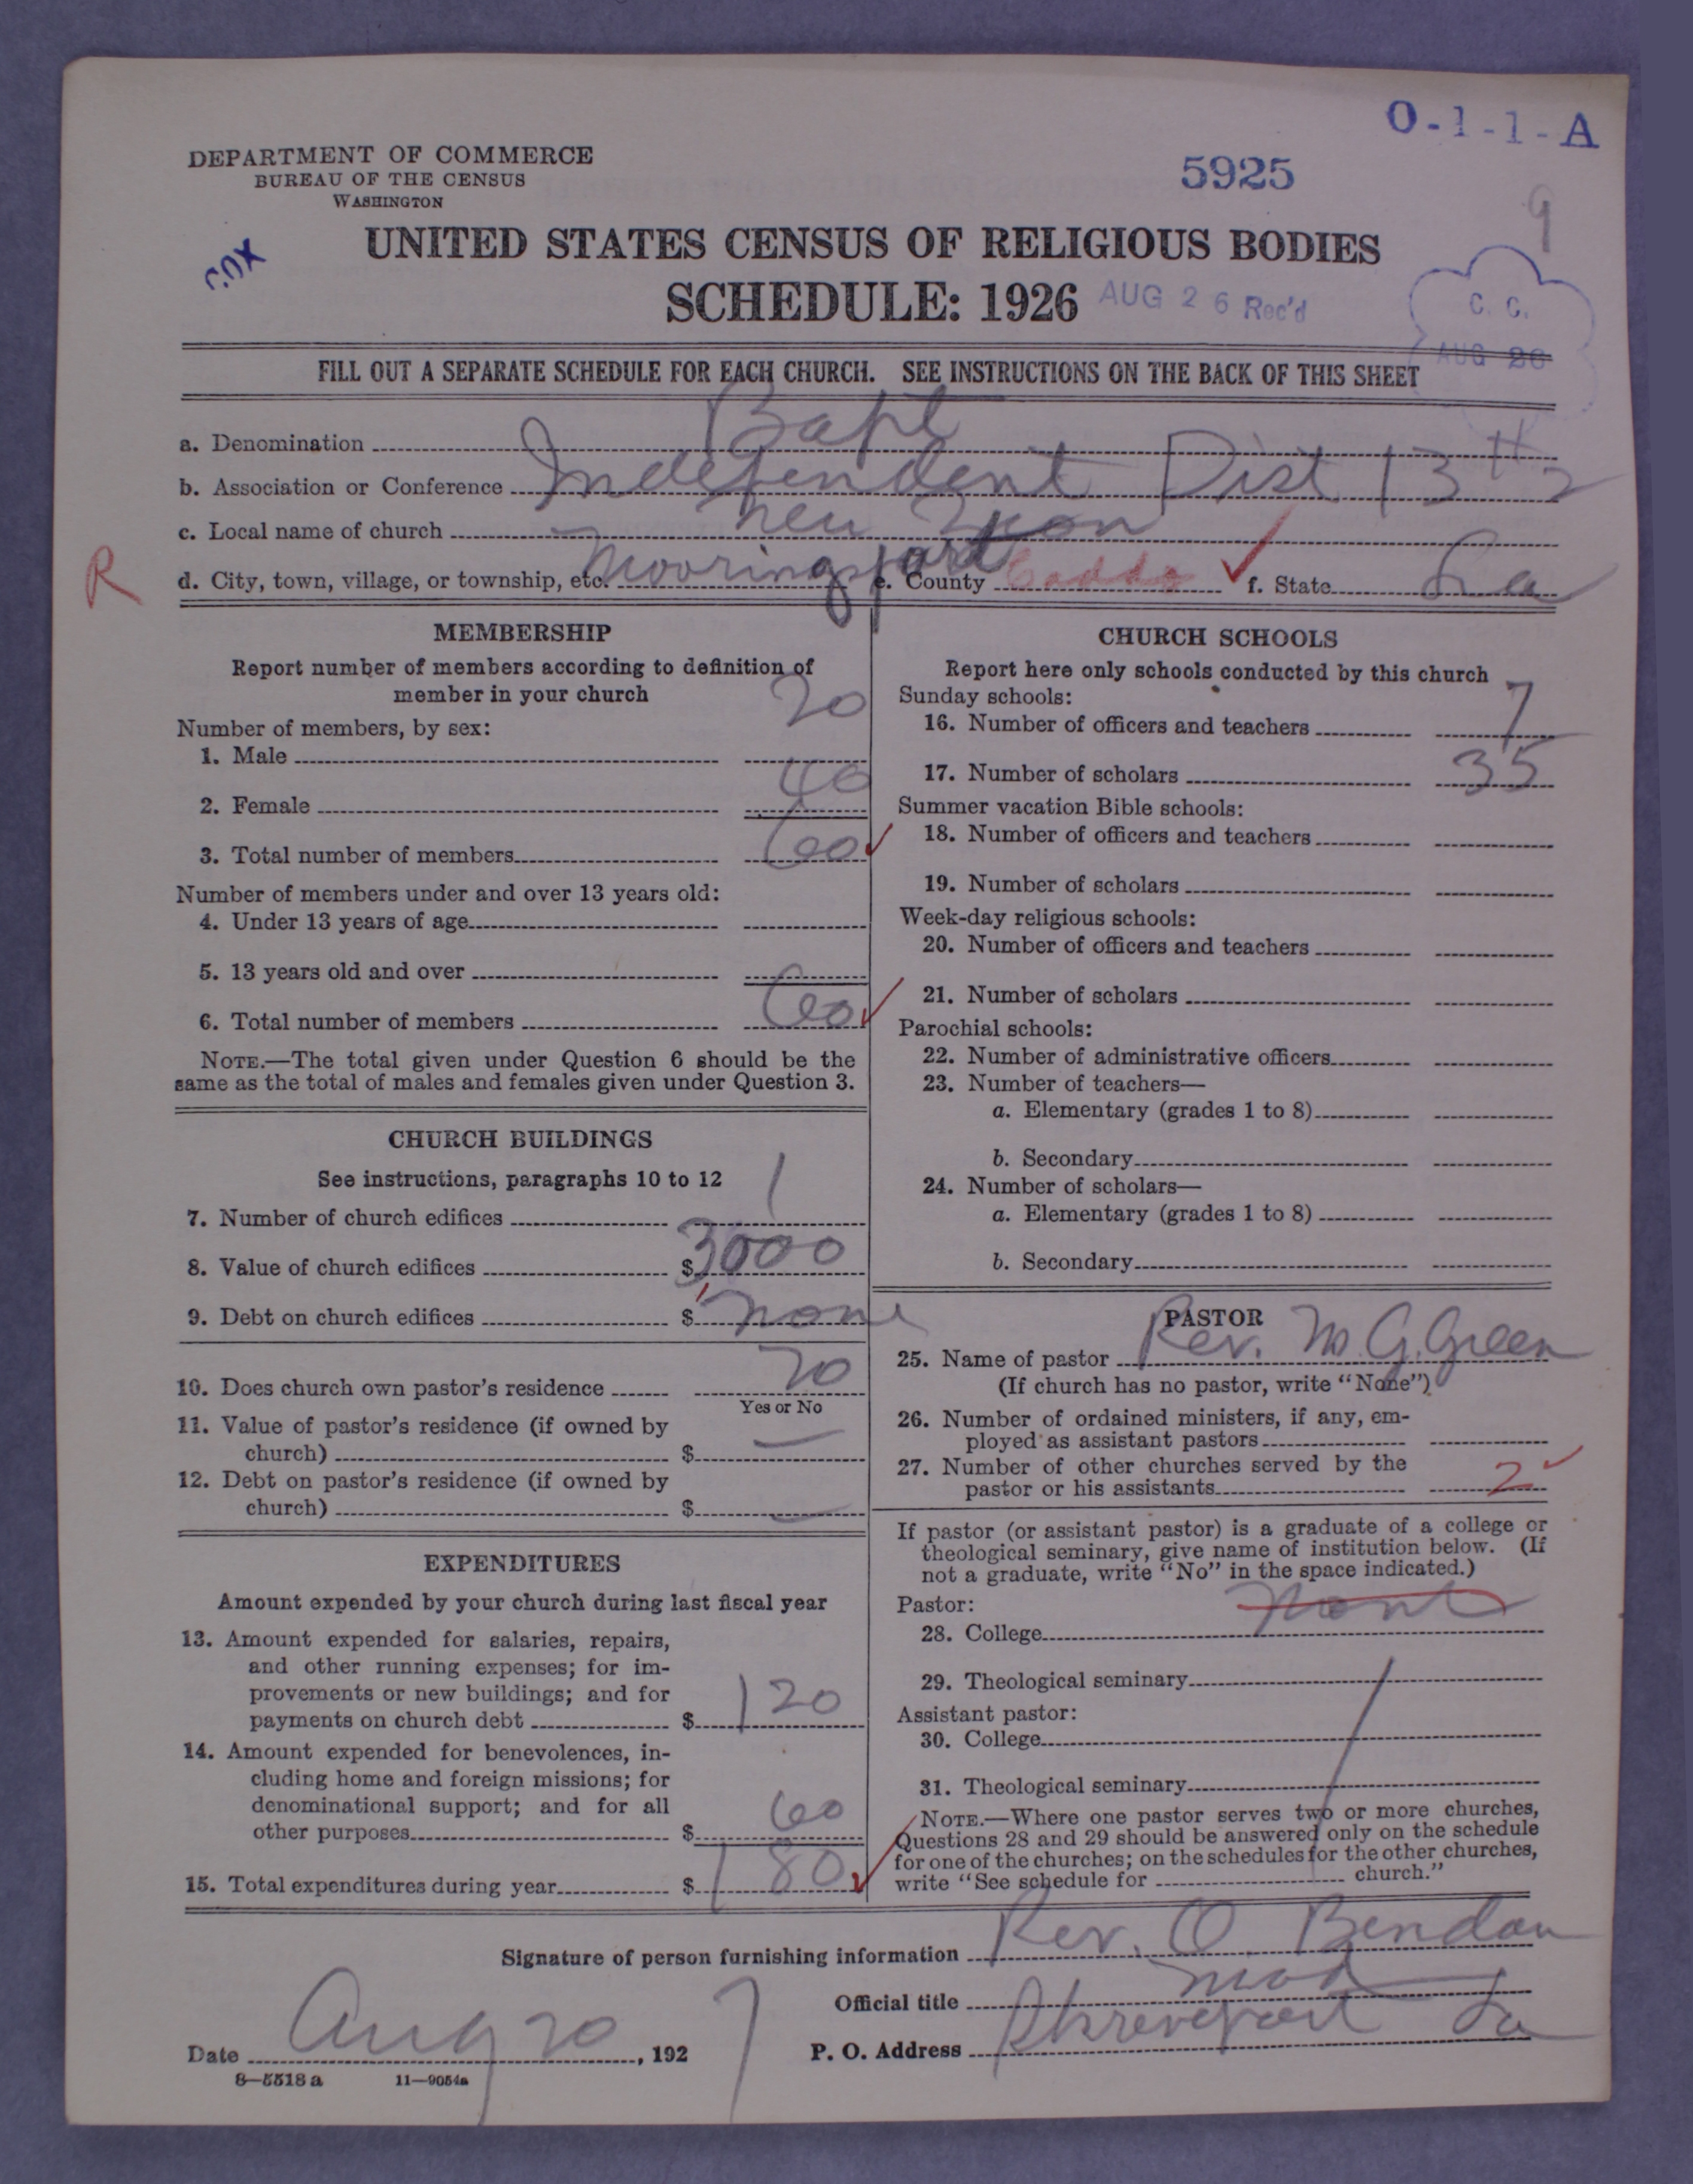 O-1-1-A
DEPARTMENT OF COMMERCE
BUREAU OF THE CENSUS
WASHINGTON
5925
9
COX
UNITED STATES CENSUS OF RELIGIOUS BODIES
SCHEDULE: 1926
AUG 26 Rec'd
C. C.
AUG 26
FILL OUT A SEPARATE SCHEDULE FOR EACH CHURCH. SEE INSTRUCTIONS ON THE BACK OF THIS SHEET
a. Denomination Bapt
b. Association or Conference Independent Dist 13th 2
c. Local name of church New Zion
R
d. City, town, village, or township, etc. Mooringsport e. County Caddo f. State La
MEMBERSHIP
Report number of members according to definition of
member in your church
Number of members, by sex:
1. Male 20
2. Female 40
3. Total number of members 60
Number of members under and over 13 years old:
4. Under 13 years of age
5. 13 years old and over
6. Total number of members 60
NOTE.—The total given under Question 6 should be the
same as the total of males and females given under Question 3.
CHURCH BUILDINGS
See instructions, paragraphs 10 to 12
7. Number of church edifices 1
8. Value of church edifices $ 3000
9. Debt on church edifices $ none
10. Does church own pastor's residence no
Yes or No
11. Value of pastor's residence (if owned by
church) $ —
12. Debt on pastor's residence (if owned by
church) $ —
EXPENDITURES
Amount expended by your church during last fiscal year
13. Amount expended for salaries, repairs,
and other running expenses; for im-
provements or new buildings; and for
payments on church debt $ 120
14. Amount expended for benevolences, in-
cluding home and foreign missions; for
denominational support; and for all
other purposes $ 60
15. Total expenditures during year $ 180
CHURCH SCHOOLS
Report here only schools conducted by this church
Sunday schools:
16. Number of officers and teachers 7
17. Number of scholars 35
Summer vacation Bible schools:
18. Number of officers and teachers
19. Number of scholars
Week-day religious schools:
20. Number of officers and teachers
21. Number of scholars
Parochial schools:
22. Number of administrative officers
23. Number of teachers—
a. Elementary (grades 1 to 8)
b. Secondary
24. Number of scholars—
a. Elementary (grades 1 to 8)
b. Secondary
PASTOR
25. Name of pastor Rev. M. G. Green
(If church has no pastor, write "None")
26. Number of ordained ministers, if any, em-
ployed as assistant pastors
27. Number of other churches served by the
pastor or his assistants 2
If pastor (or assistant pastor) is a graduate of a college or
theological seminary, give name of institution below. (If
not a graduate, write "No" in the space indicated.)
Pastor:
28. College None
29. Theological seminary
Assistant pastor:
30. College
31. Theological seminary
NOTE.—Where one pastor serves two or more churches,
Questions 28 and 29 should be answered only on the schedule
for one of the churches; on the schedules for the other churches,
write "See schedule for church."
Signature of person furnishing information Rev. O. Bendau
Official title Mod
Date Aug 20, 1927
P. O. Address Shreveport La
8—5518 a 11—9054a